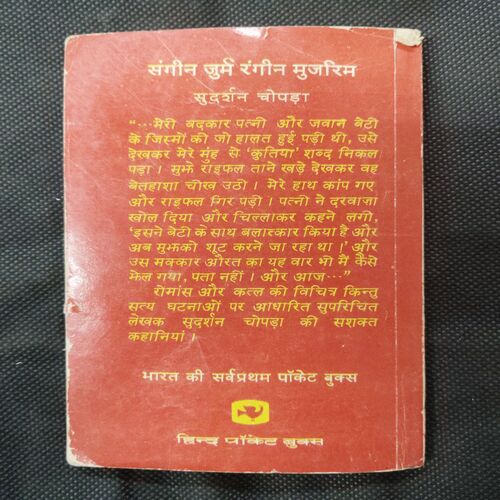 संगीन जुर्म रंगीन मुजरिम
सुदर्शन चोपड़ा
“...मेरी बदकार पत्नी और जवान बेटी
के जिस्मों की जो हालत हुई पड़ी थी, उसे
देखकर मेरे मुंह से ‘कुतिया’ शब्द निकल
पड़ा। मुझे राइफल ताने खड़े देखकर वह
बेतहाशा चीख उठी। मेरे हाथ कांप गए
और राइफल गिर पड़ी। पत्नी ने दरवाज़ा
खोल दिया और चिल्लाकर कहने लगी,
‘इसने बेटी के साथ बलात्कार किया है और
अब मुझको शूट करने जा रहा था।’ और
उस मक्कार औरत का यह वार भी मैं कैसे
झेल गया, पता नहीं। और आज...”
रोमांस और कत्ल की विचित्र किन्तु
सत्य घटनाओं पर आधारित सुपरिचित
लेखक सुदर्शन चोपड़ा की सशक्त
कहानियां।
भारत की सर्वप्रथम पॉकेट बुक्स
हिन्द पॉकेट बुक्स